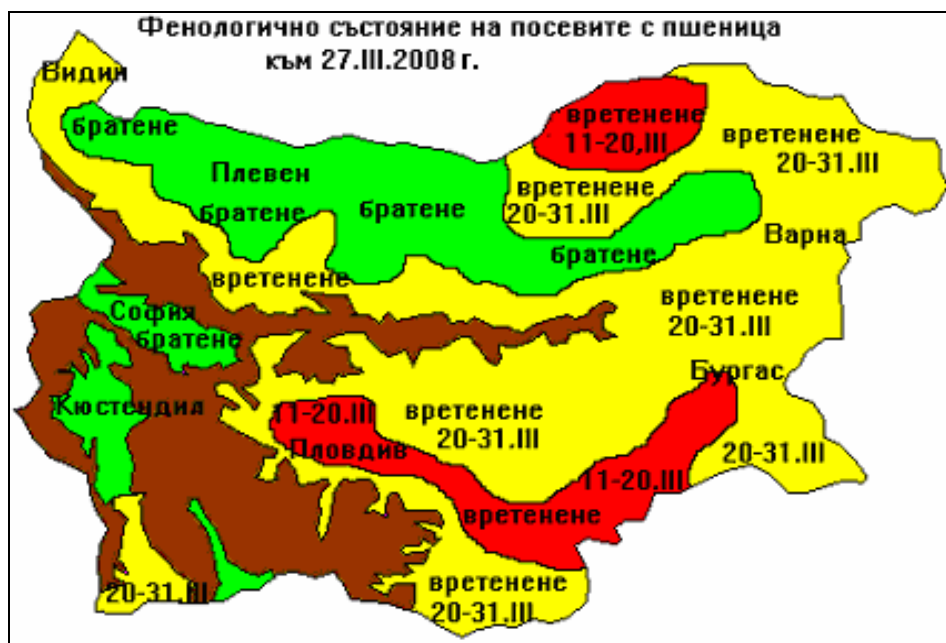 Фенологично състояние на посевите с пшеница
към 27.III.2008 г.
Видин
братене
вретенене
11-20,III
вретенене
20-31.III
Плевен
вретенене
20-31.III
братене
братене
братене
Варна
вретенене
вретенене
20-31.III
София
братене
Бургас
Кюстендил
11-20.III
вретенене
20-31.III
Пловдив
20-31.III
11-20.III
вретенене
20-31.III
вретенене
20-31.III